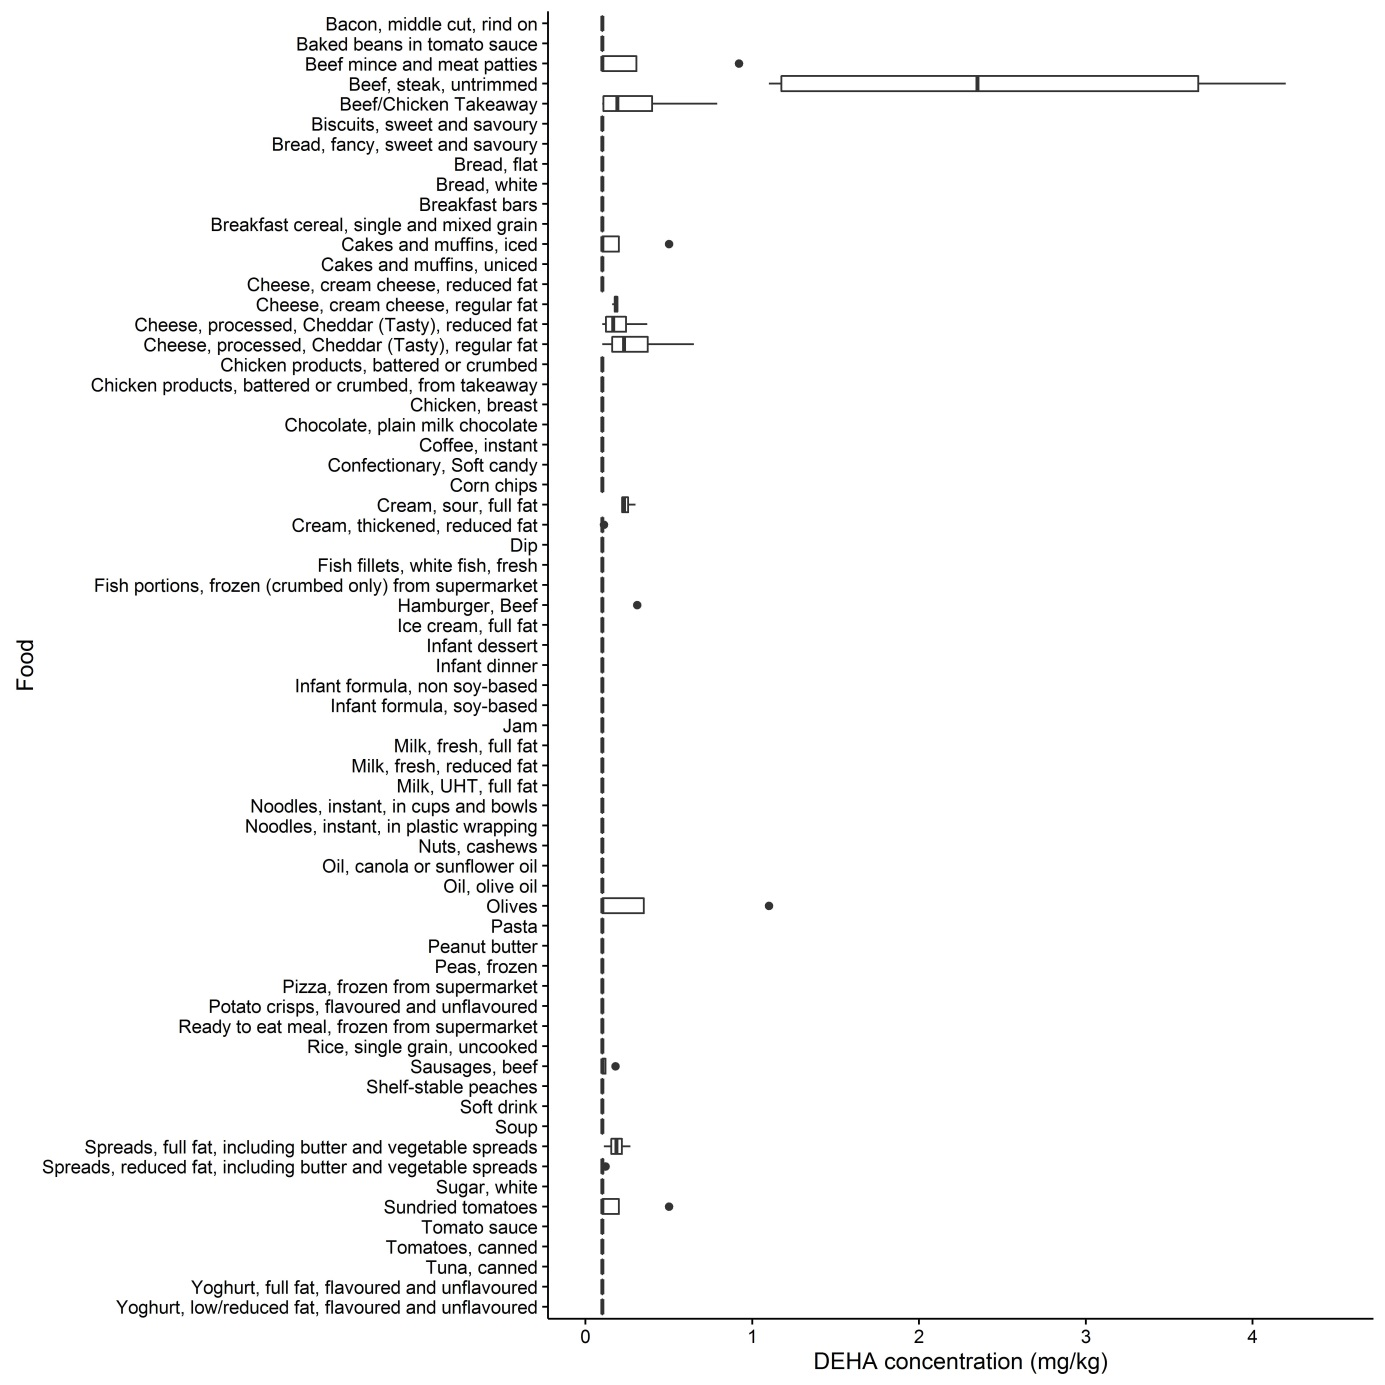 Bacon, middle cut, rind on
Baked beans in tomato sauce
Beef mince and meat patties
Beef, steak, untrimmed
Beef/Chicken Takeaway
Biscuits, sweet and savoury
Bread, fancy, sweet and savoury
Bread, flat
Bread, white
Breakfast bars
Breakfast cereal, single and mixed grain
Cakes and muffins, iced
Cakes and muffins, uniced
Cheese, cream cheese, reduced fat
Cheese, cream cheese, regular fat
Cheese, processed, Cheddar (Tasty), reduced fat
Cheese, processed, Cheddar (Tasty), regular fat
Chicken products, battered or crumbed
Chicken products, battered or crumbed, from takeaway
Chicken, breast
Chocolate, plain milk chocolate
Coffee, instant
Confectionary, Soft candy
Corn chips
Cream, sour, full fat
Cream, thickened, reduced fat
Dip
Fish fillets, white fish, fresh
Fish portions, frozen (crumbed only) from supermarket
Hamburger, Beef
Ice cream, full fat
Infant dessert
Infant dinner
Infant formula, non soy-based
Infant formula, soy-based
Jam
Milk, fresh, full fat
Milk, fresh, reduced fat
Milk, UHT, full fat
Noodles, instant, in cups and bowls
Noodles, instant, in plastic wrapping
Nuts, cashews
Oil, canola or sunflower oil
Oil, olive oil
Olives
Pasta
Peanut butter
Peas, frozen
Pizza, frozen from supermarket
Potato crisps, flavoured and unflavoured
Ready to eat meal, frozen from supermarket
Rice, single grain, uncooked
Sausages, beef
Shelf-stable peaches
Soft drink
Soup
Spreads, full fat, including butter and vegetable spreads
Spreads, reduced fat, including butter and vegetable spreads
Sugar, white
Sundried tomatoes
Tomato sauce
Tomatoes, canned
Tuna, canned
Yoghurt, full fat, flavoured and unflavoured
Yoghurt, low/reduced fat, flavoured and unflavoured
Food
0 1 2 3 4
DEHA concentration (mg/kg)